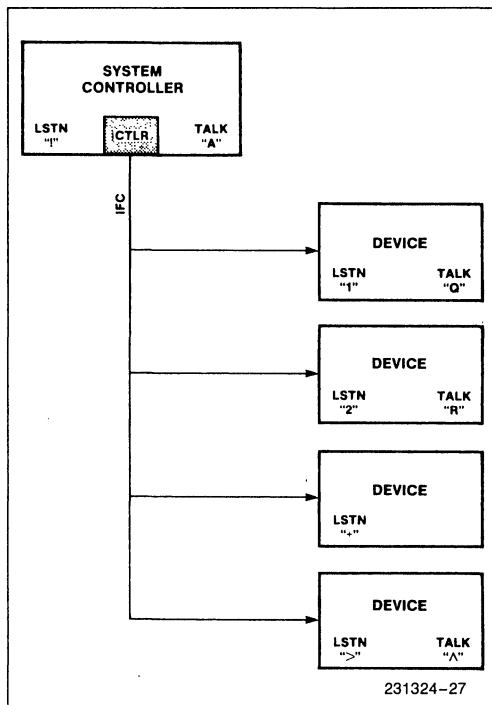 SYSTEM
CONTROLLER
LSTN
"!"
CTLR
TALK
"A"
IFC
DEVICE
LSTN
"1"
TALK
"Q"
DEVICE
LSTN
"2"
TALK
"R"
DEVICE
LSTN
"+"
DEVICE
LSTN
">"
TALK
"^"
231324–27